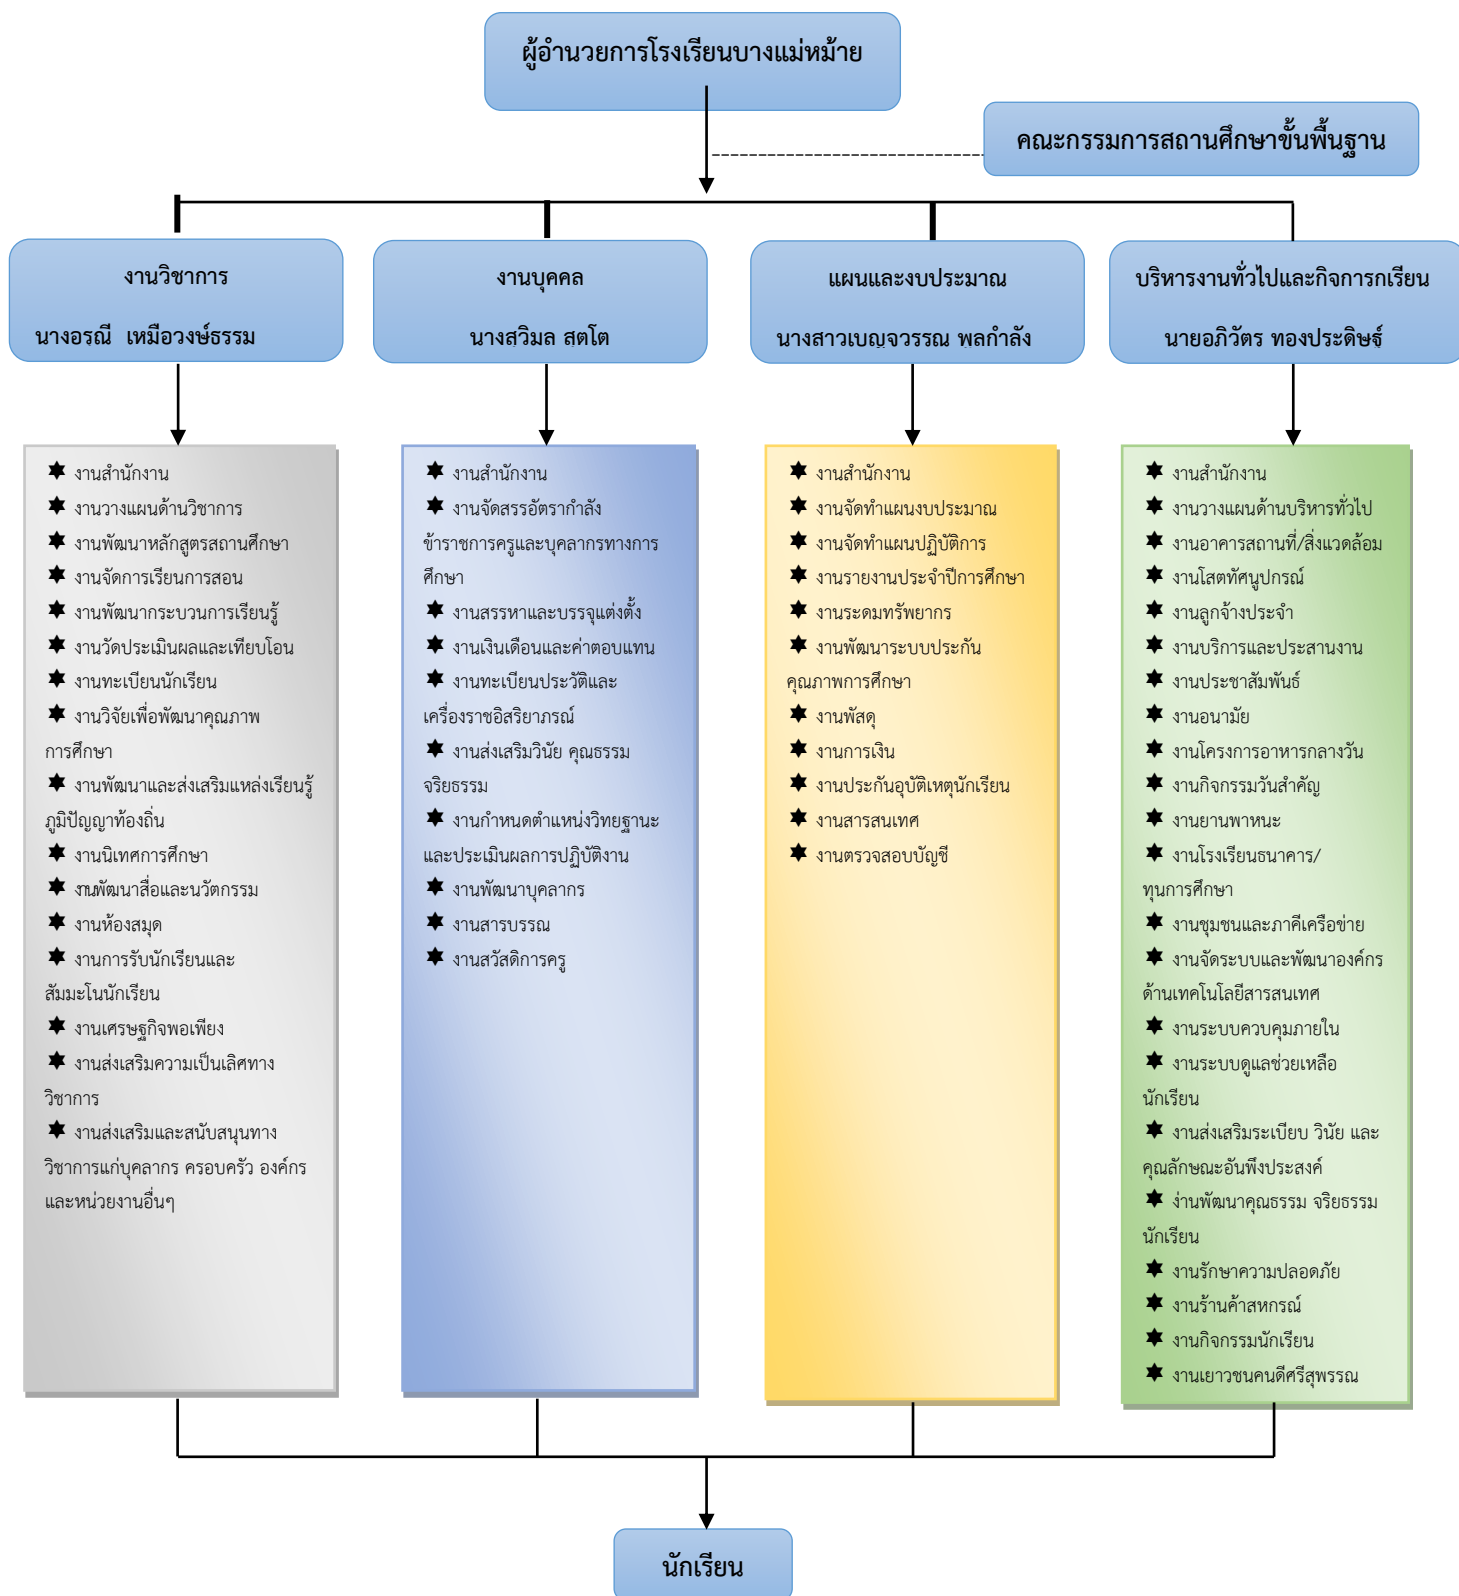 ผู้อำนวยการโรงเรียนบางแม่หม้าย
คณะกรรมการสถานศึกษาขั้นพื้นฐาน
งานวิชาการ
นางอรณี  เหมือวงษ์ธรรม
งานบุคคล
นางสวิมล สตโต
แผนและงบประมาณ
นางสาวเบญจวรรณ พลกำลัง
บริหารงานทั่วไปและกิจการกเรียน
นายอภิวัตร ทองประดิษฐ์
งานสำนักงาน
งานวางแผนด้านวิชาการ
งานพัฒนาหลักสูตรสถานศึกษา
งานจัดการเรียนการสอน
งานพัฒนากระบวนการเรียนรู้
งานวัดประเมินผลและเทียบโอน
งานทะเบียนนักเรียน
งานวิจัยเพื่อพัฒนาคุณภาพ
การศึกษา
งานพัฒนาและส่งเสริมแหล่งเรียนรู้
ภูมิปัญญาท้องถิ่น
งานนิเทศการศึกษา
งานพัฒนาสื่อและนวัตกรรม
งานห้องสมุด
งานการรับนักเรียนและ
สัมมะโนนักเรียน
งานเศรษฐกิจพอเพียง
งานส่งเสริมความเป็นเลิศทาง
วิชาการ
งานส่งเสริมและสนับสนุนทาง
วิชาการแก่บุคลากร ครอบครัว องค์กร
และหน่วยงานอื่นๆ
งานสำนักงาน
งานจัดสรรอัตรากำลัง
ข้าราชการครูและบุคลากรทางการ
ศึกษา
งานสรรหาและบรรจุแต่งตั้ง
งานเงินเดือนและค่าตอบแทน
งานทะเบียนประวัติและ
เครื่องราชอิสริยาภรณ์
งานส่งเสริมวินัย คุณธรรม
จริยธรรม
งานกำหนดตำแหน่งวิทยฐานะ
และประเมินผลการปฏิบัติงาน
งานพัฒนาบุคลากร
งานสารบรรณ
งานสวัสดิการครู
งานสำนักงาน
งานจัดทำแผนงบประมาณ
งานจัดทำแผนปฏิบัติการ
งานรายงานประจำปีการศึกษา
งานระดมทรัพยากร
งานพัฒนาระบบประกัน
คุณภาพการศึกษา
งานพัสดุ
งานการเงิน
งานประกันอุบัติเหตุนักเรียน
งานสารสนเทศ
งานตรวจสอบบัญชี
งานสำนักงาน
งานวางแผนด้านบริหารทั่วไป
งานอาคารสถานที่/สิ่งแวดล้อม
งานโสตทัศนูปกรณ์
งานลูกจ้างประจำ
งานบริการและประสานงาน
งานประชาสัมพันธ์
งานอนามัย
งานโครงการอาหารกลางวัน
งานกิจกรรมวันสำคัญ
งานยานพาหนะ
งานโรงเรียนธนาคาร/
ทุนการศึกษา
งานชุมชนและภาคีเครือข่าย
งานจัดระบบและพัฒนาองค์กร
ด้านเทคโนโลยีสารสนเทศ
งานระบบควบคุมภายใน
งานระบบดูแลช่วยเหลือ
นักเรียน
งานส่งเสริมระเบียบ วินัย และ
คุณลักษณะอันพึงประสงค์
ง่านพัฒนาคุณธรรม จริยธรรม
นักเรียน
งานรักษาความปลอดภัย
งานร้านค้าสหกรณ์
งานกิจกรรมนักเรียน
งานเยาวชนคนดีศรีสุพรรณ
นักเรียน